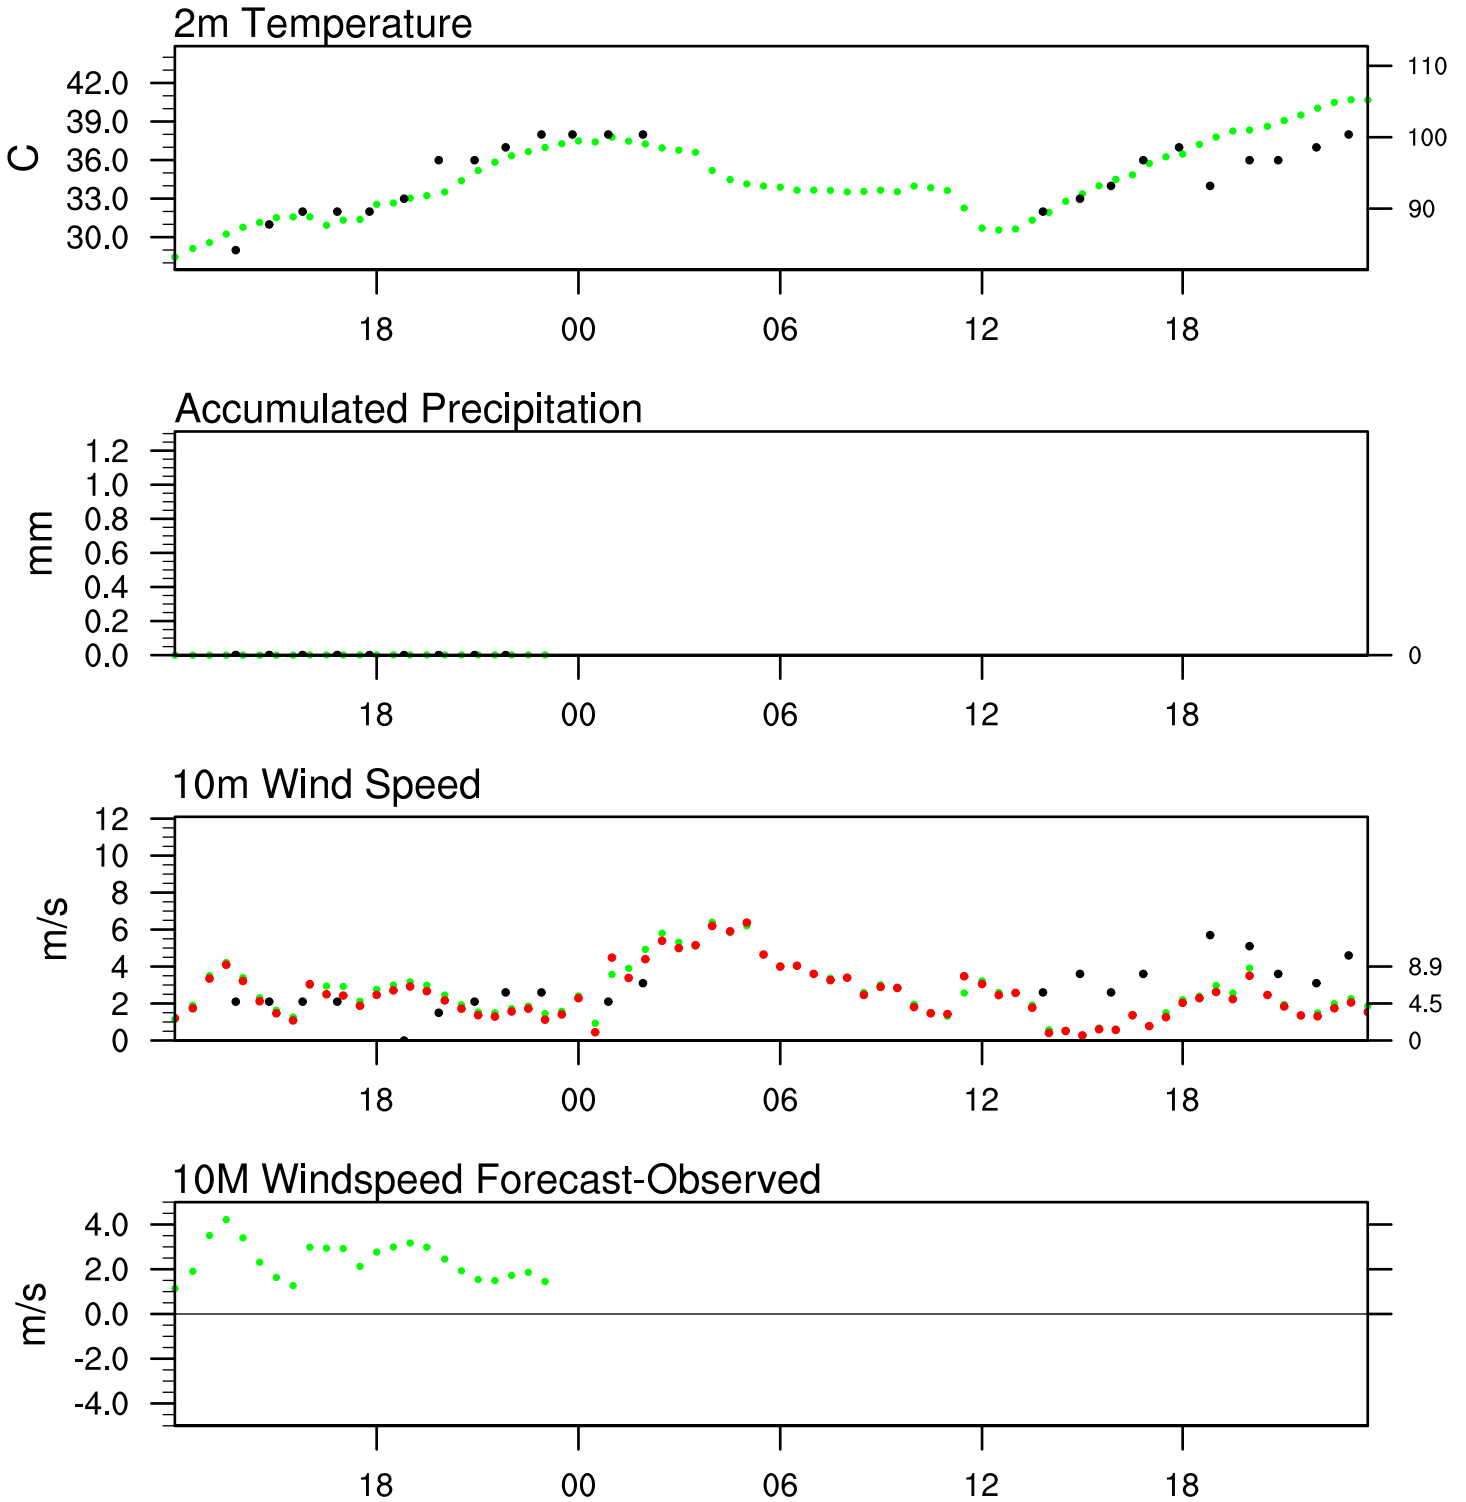 2m Temperature
C
42.0
39.0
36.0
33.0
30.0
110
100
90
18 00 06 12 18
Accumulated Precipitation
mm
1.2
1.0
0.8
0.6
0.4
0.2
0.0
0
18 00 06 12 18
10m Wind Speed
m/s
12
10
8
6
4
2
0
8.9
4.5
0
18 00 06 12 18
10M Windspeed Forecast-Observed
m/s
4.0
2.0
0.0
-2.0
-4.0
18 00 06 12 18